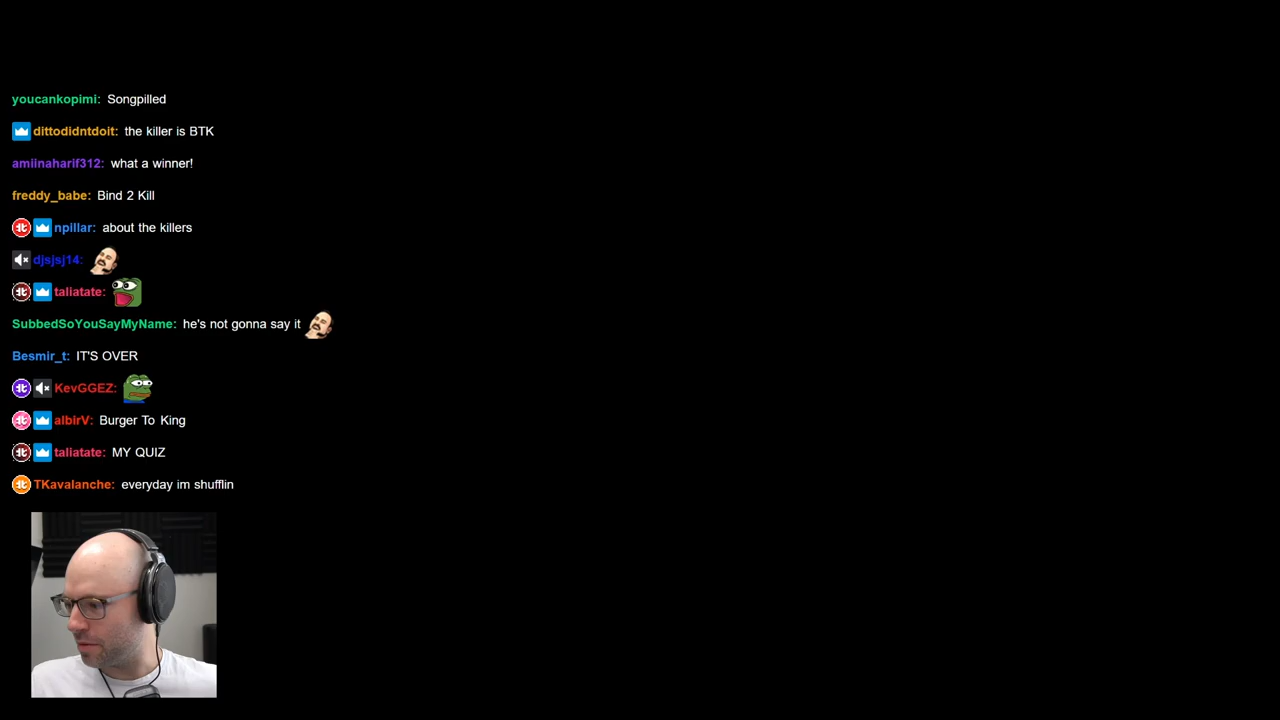 youcankopimi: Songpilled
dittodidntdoit: the killer is BTK
amiinaharif312: what a winner!
freddy_babe: Bind 2 Kill
npillar: about the killers
djsjsj14:
taliatate:
SubbedSoYouSayMyName: he's not gonna say it
Besmir_t: IT'S OVER
KevGGEZ:
albirV: Burger To King
taliatate: MY QUIZ
TKavalanche: everyday im shufflin